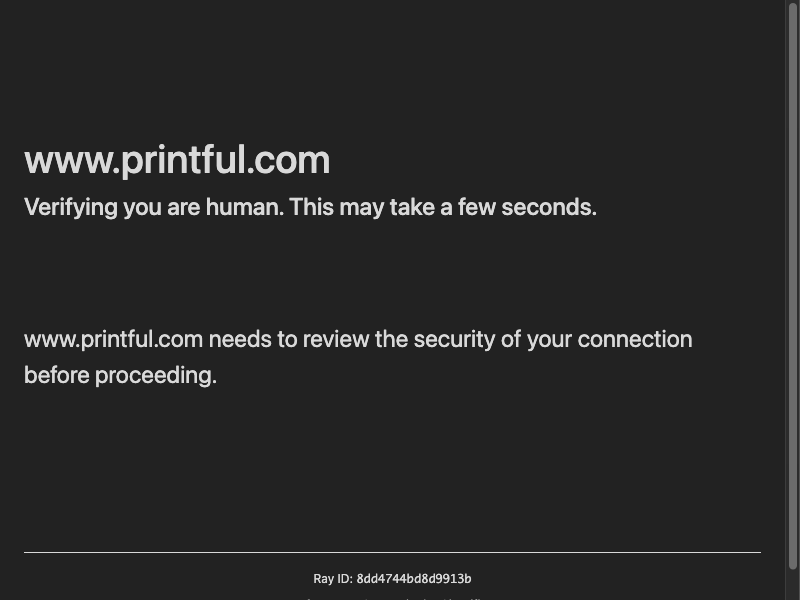 www.printful.com
Verifying you are human. This may take a few seconds.
www.printful.com needs to review the security of your connection
before proceeding.
Ray ID: 8dd4744bd8d9913b